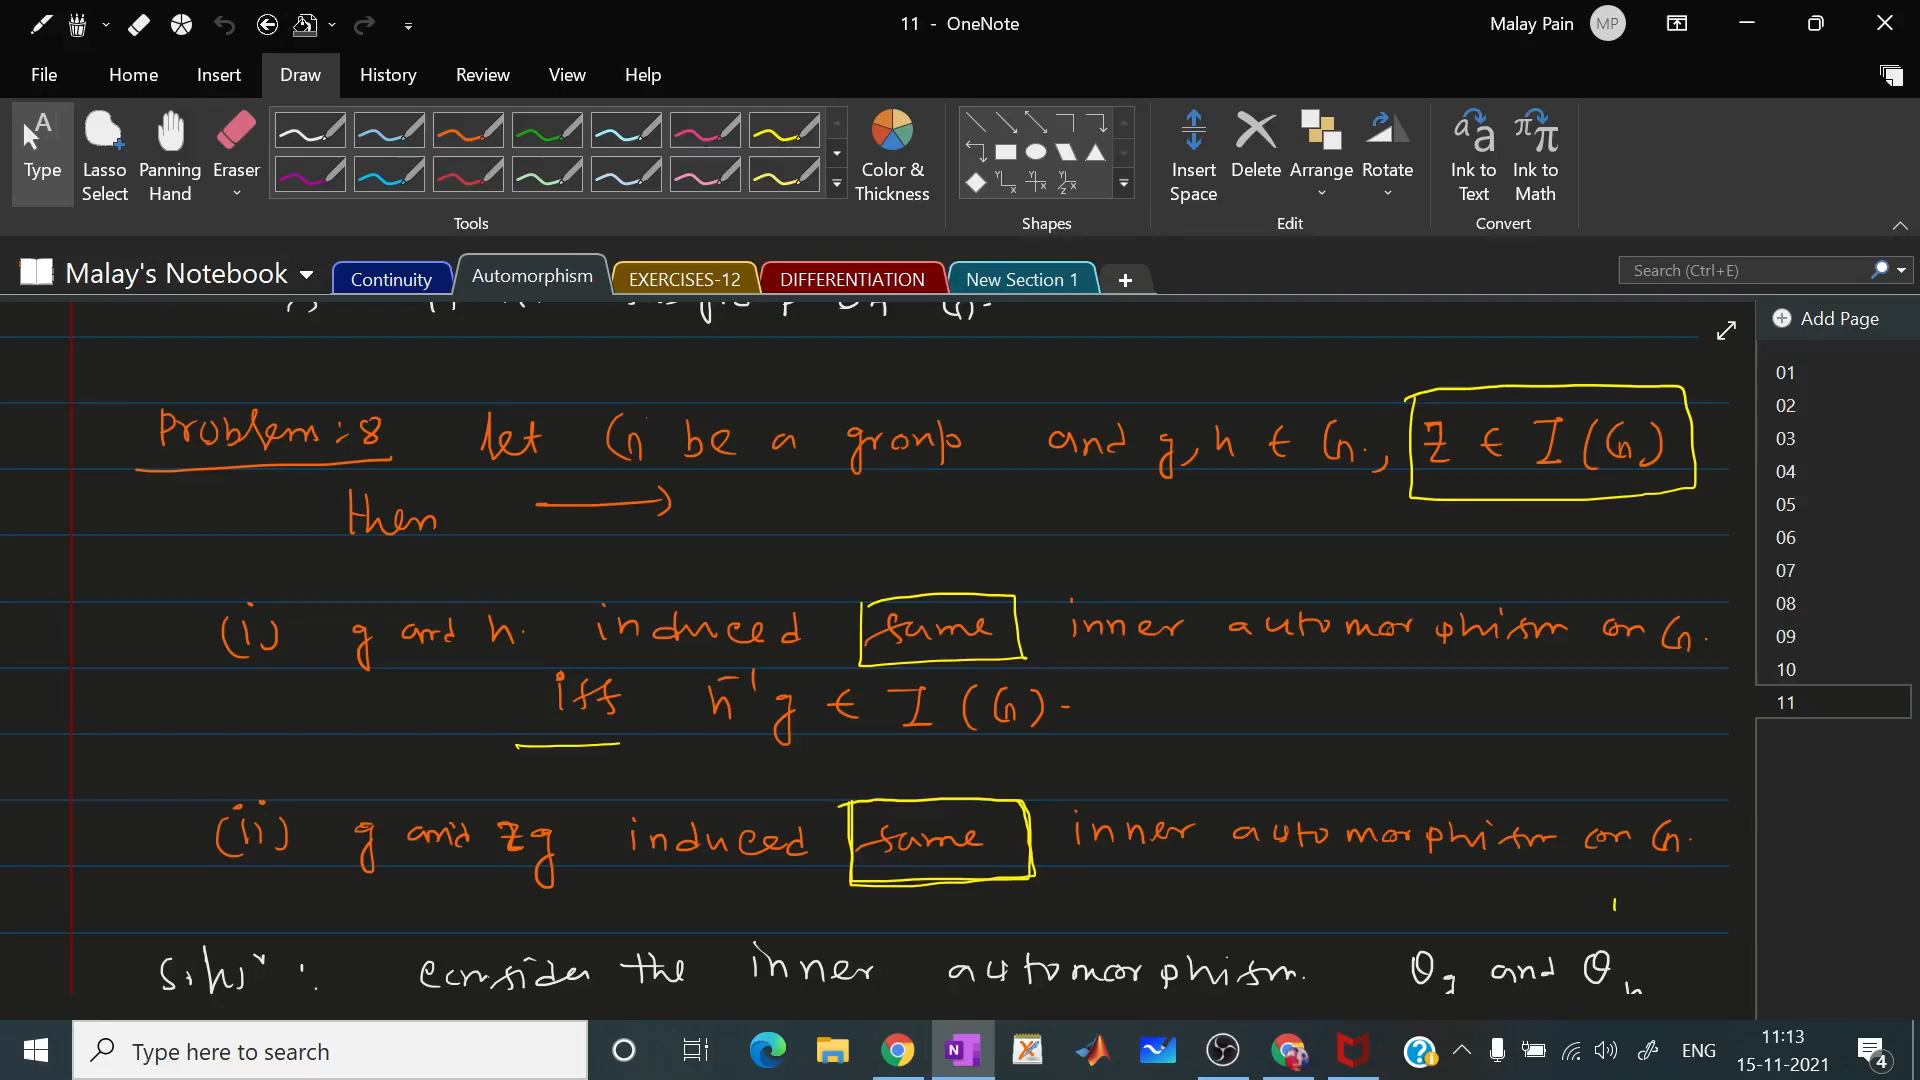 11 - OneNote
Malay Pain MP
File Home Insert Draw History Review View Help
Type
Lasso Select
Panning Hand
Eraser
Color & Thickness
Insert Space
Delete
Arrange
Rotate
Ink to Text
Ink to Math
Tools Shapes Edit Convert
Malay's Notebook
Continuity Automorphism EXERCISES-12 DIFFERENTIATION New Section 1 +
Search (Ctrl+E)
Add Page
01
02
03
04
05
06
07
08
09
10
11
Problem:8 let G be a group and g, h ∈ G., Z ∈ I (G)
then →
(i) g and h. induced same inner automorphism on G.
iff h⁻¹g ∈ I (G).
(ii) g and zg induced same inner automorphism on G.
consider the inner automorphism. θg and θh
Type here to search
ENG
11:13
15-11-2021
4